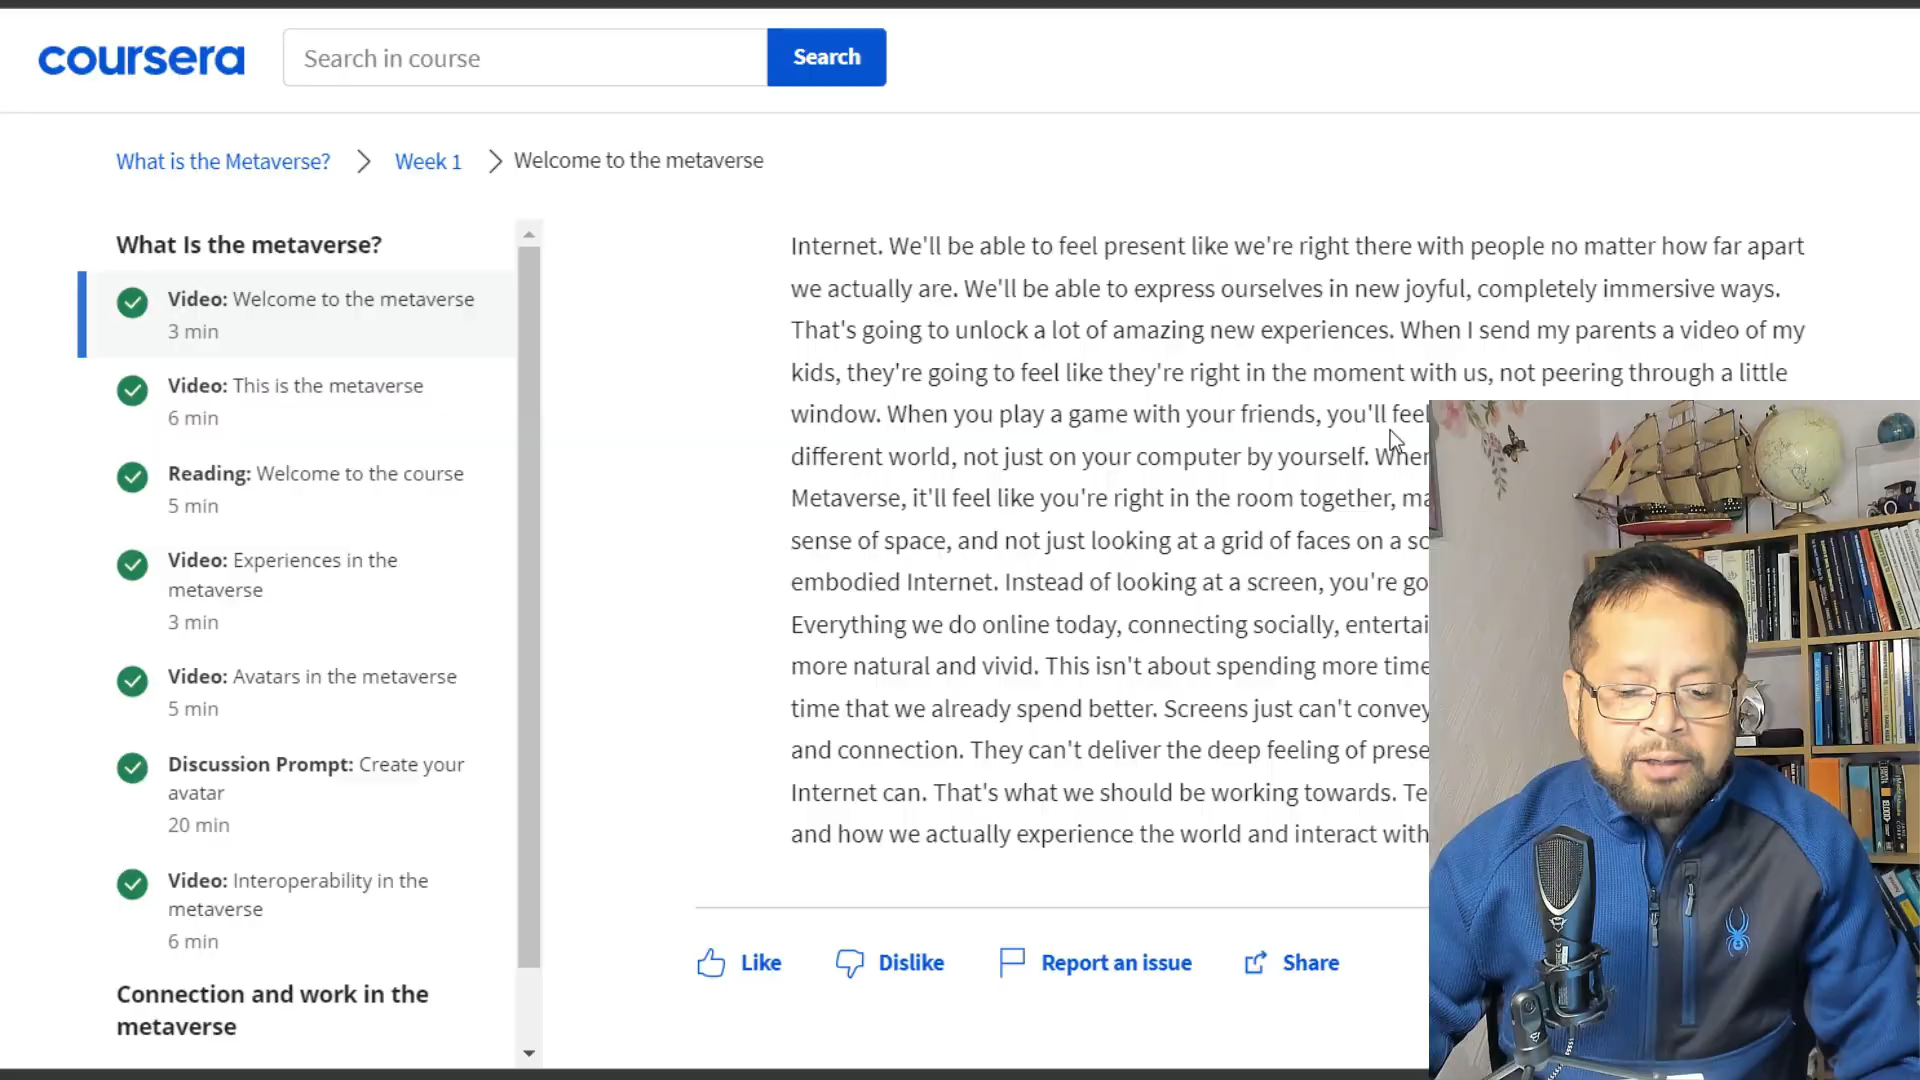 coursera
Search in course
Search
What is the Metaverse?
Week 1
Welcome to the metaverse
What Is the metaverse?
Video: Welcome to the metaverse
3 min
Video: This is the metaverse
6 min
Reading: Welcome to the course
5 min
Video: Experiences in the
metaverse
3 min
Video: Avatars in the metaverse
5 min
Discussion Prompt: Create your
avatar
20 min
Video: Interoperability in the
metaverse
6 min
Connection and work in the
metaverse
Internet. We'll be able to feel present like we're right there with people no matter how far apart
we actually are. We'll be able to express ourselves in new joyful, completely immersive ways.
That's going to unlock a lot of amazing new experiences. When I send my parents a video of my
kids, they're going to feel like they're right in the moment with us, not peering through a little
window. When you play a game with your friends, you'll feel
different world, not just on your computer by yourself. When
Metaverse, it'll feel like you're right in the room together, ma
sense of space, and not just looking at a grid of faces on a sc
embodied Internet. Instead of looking at a screen, you're go
Everything we do online today, connecting socially, entertai
more natural and vivid. This isn't about spending more time
time that we already spend better. Screens just can't convey
and connection. They can't deliver the deep feeling of prese
Internet can. That's what we should be working towards. Te
and how we actually experience the world and interact with
Like
Dislike
Report an issue
Share